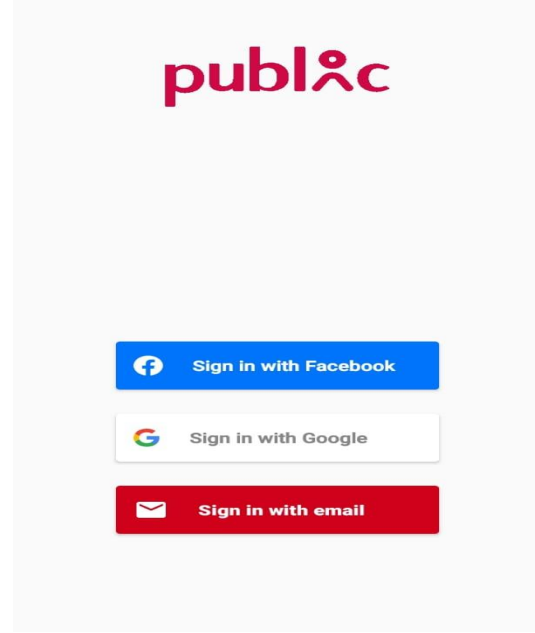 public
Sign in with Facebook
Sign in with Google
Sign in with email